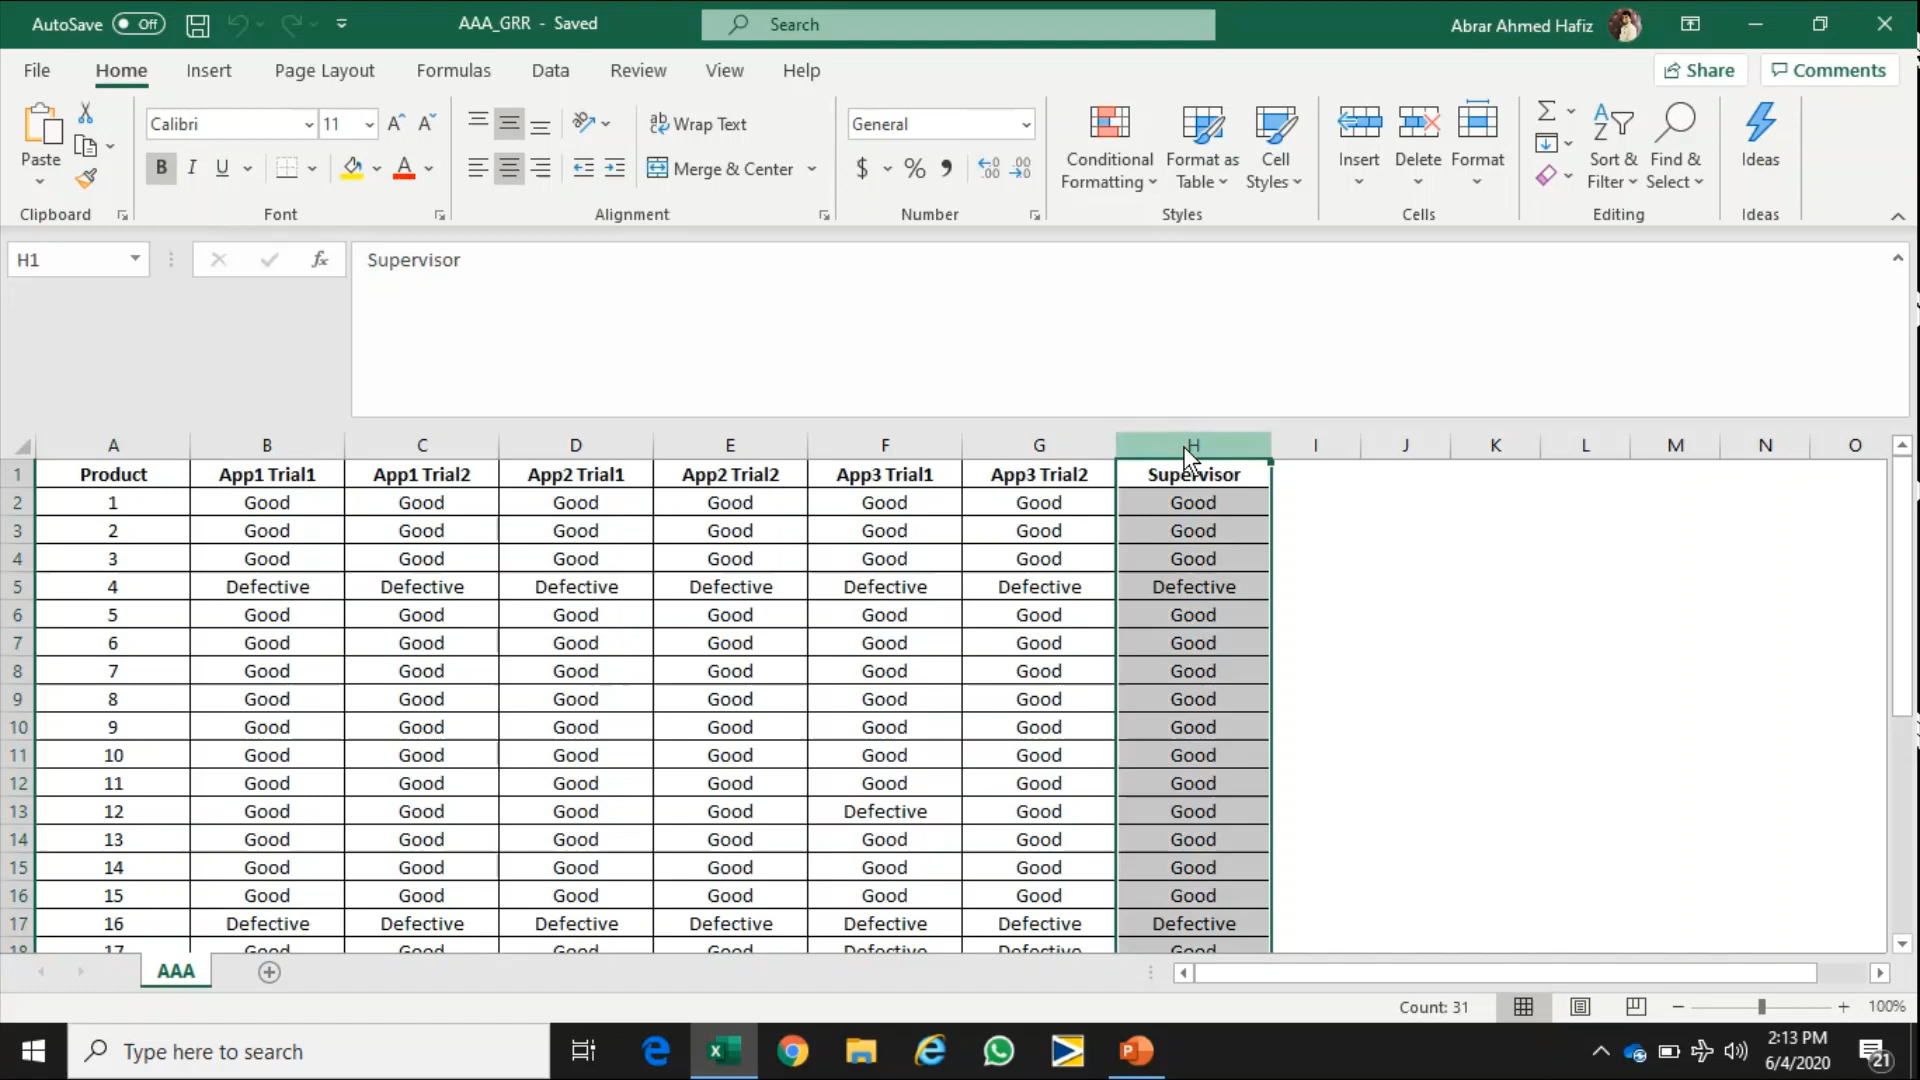 AutoSave Off AAA_GRR - Saved Search Abrar Ahmed Hafiz
File Home Insert Page Layout Formulas Data Review View Help Share Comments
Paste
Clipboard
Calibri 11
B I U A
Font
ab Wrap Text
Merge & Center
Alignment
General
$ % ,
Number
Conditional Formatting
Format as Table
Cell Styles
Styles
Insert Delete Format
Cells
Sort & Filter
Find & Select
Editing
Ideas
Ideas
H1 fx Supervisor
A B C D E F G H I J K L M N O
1 Product App1 Trial1 App1 Trial2 App2 Trial1 App2 Trial2 App3 Trial1 App3 Trial2 Supervisor
2 1 Good Good Good Good Good Good Good
3 2 Good Good Good Good Good Good Good
4 3 Good Good Good Good Good Good Good
5 4 Defective Defective Defective Defective Defective Defective Defective
6 5 Good Good Good Good Good Good Good
7 6 Good Good Good Good Good Good Good
8 7 Good Good Good Good Good Good Good
9 8 Good Good Good Good Good Good Good
10 9 Good Good Good Good Good Good Good
11 10 Good Good Good Good Good Good Good
12 11 Good Good Good Good Good Good Good
13 12 Good Good Good Good Defective Good Good
14 13 Good Good Good Good Good Good Good
15 14 Good Good Good Good Good Good Good
16 15 Good Good Good Good Good Good Good
17 16 Defective Defective Defective Defective Defective Defective Defective
18 17 Good Good Good Good Defective Defective Good
AAA
Count: 31 100%
Type here to search
2:13 PM
6/4/2020
21